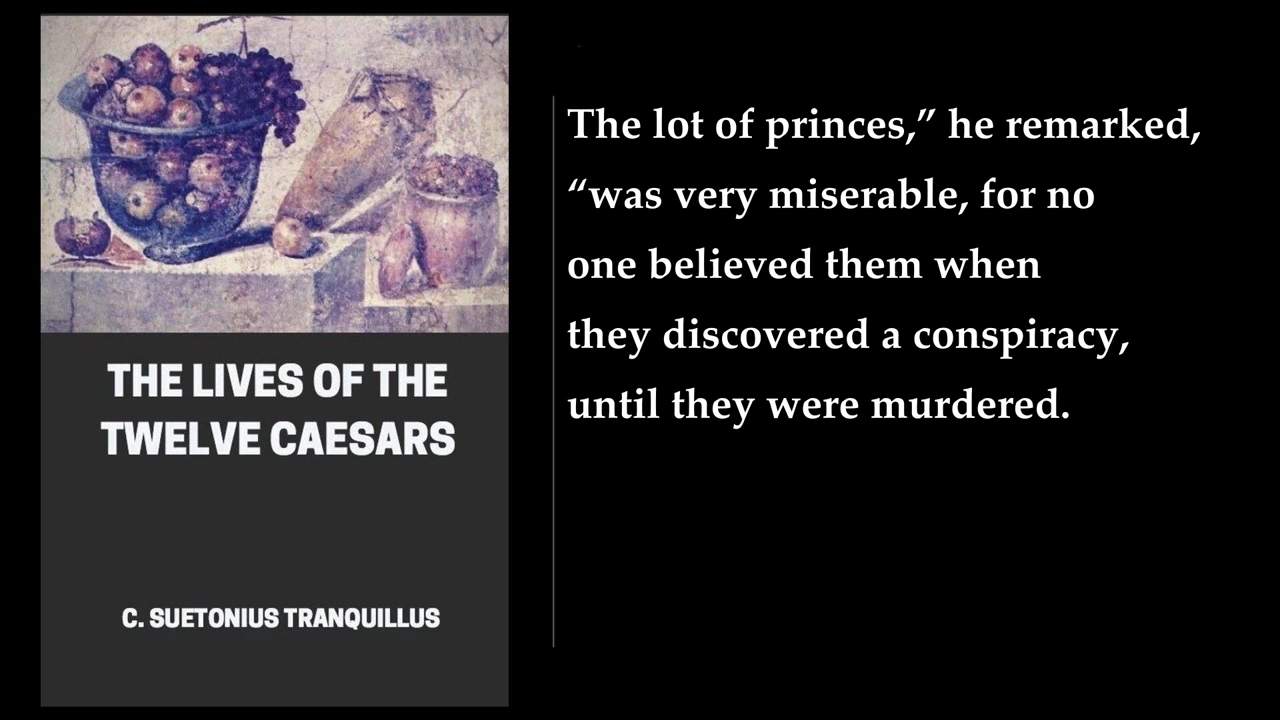 THE LIVES OF THE
TWELVE CAESARS
C. SUETONIUS TRANQUILLUS
The lot of princes,” he remarked,
“was very miserable, for no
one believed them when
they discovered a conspiracy,
until they were murdered.